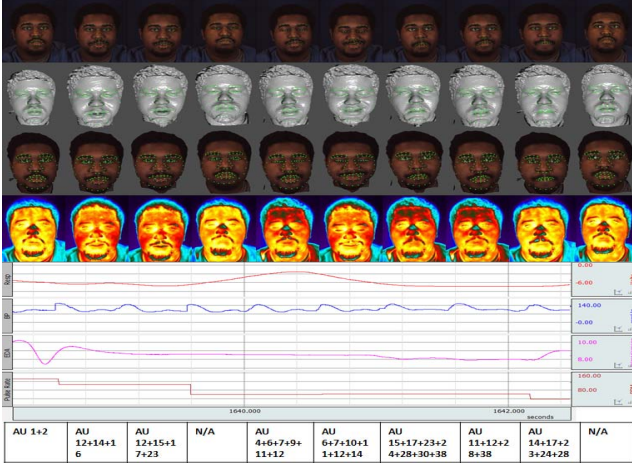 Resp
0.00
-6.00
BP
140.00
-0.00
EDA
10.00
8.00
Pulse Rate
160.00
80.00
1640.000
1642.000
seconds
AU 1+2
AU
12+14+1
6
AU
12+15+1
7+23
N/A
AU
4+6+7+9+
11+12
AU
6+7+10+1
1+12+14
AU
15+17+23+2
4+28+30+38
AU
11+12+2
8+38
AU
14+17+2
3+24+28
N/A